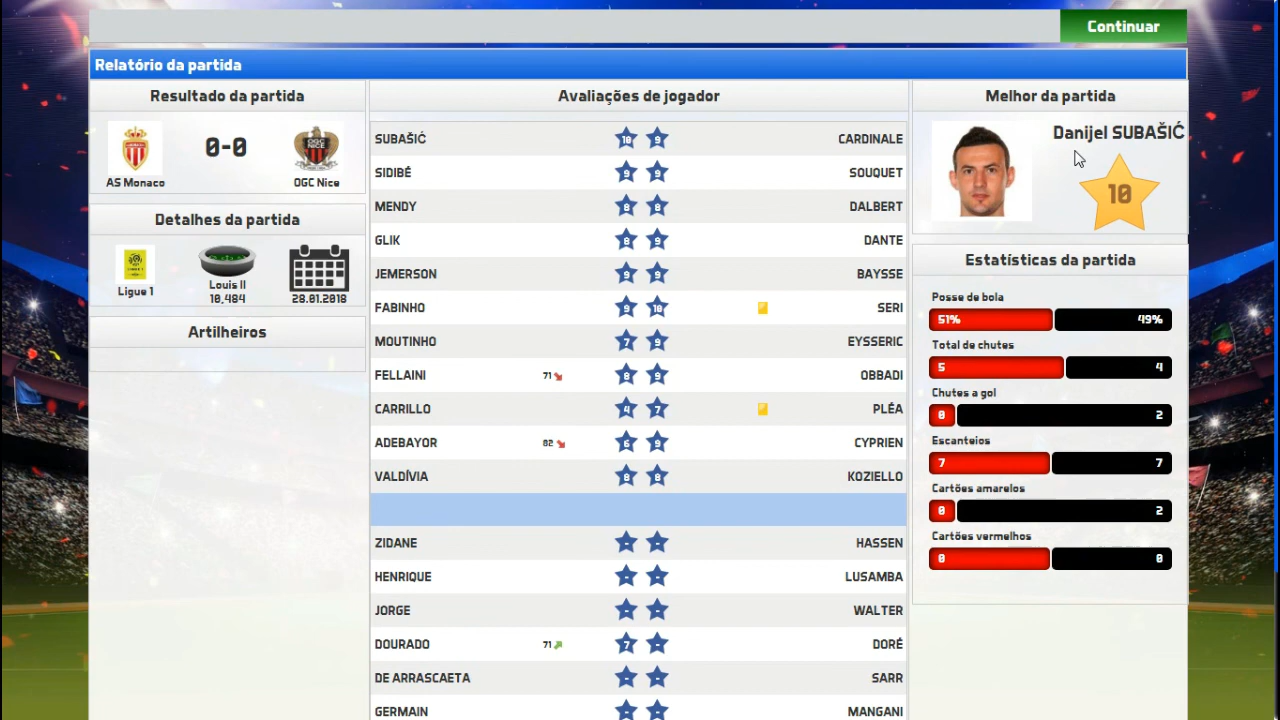 Continuar
Relatório da partida
Resultado da partida
AS Monaco
0-0
OGC Nice
Detalhes da partida
Ligue 1
Louis II
10,484
28.01.2018
Artilheiros
Avaliações de jogador
SUBAŠIĆ 10 9 CARDINALE
SIDIBÉ 9 9 SOUQUET
MENDY 8 8 DALBERT
GLIK 8 9 DANTE
JEMERSON 9 9 BAYSSE
FABINHO 9 10 SERI
MOUTINHO 7 9 EYSSERIC
FELLAINI 71 8 9 OBBADI
CARRILLO 4 7 PLÉA
ADEBAYOR 82 6 9 CYPRIEN
VALDÍVIA 8 8 KOZIELLO
ZIDANE - - HASSEN
HENRIQUE - - LUSAMBA
JORGE - - WALTER
DOURADO 71 7 - DORÉ
DE ARRASCAETA - - SARR
GERMAIN - - MANGANI
Melhor da partida
Danijel SUBAŠIĆ
10
Estatísticas da partida
Posse de bola
51% 49%
Total de chutes
5 4
Chutes a gol
0 2
Escanteios
7 7
Cartões amarelos
0 2
Cartões vermelhos
0 0